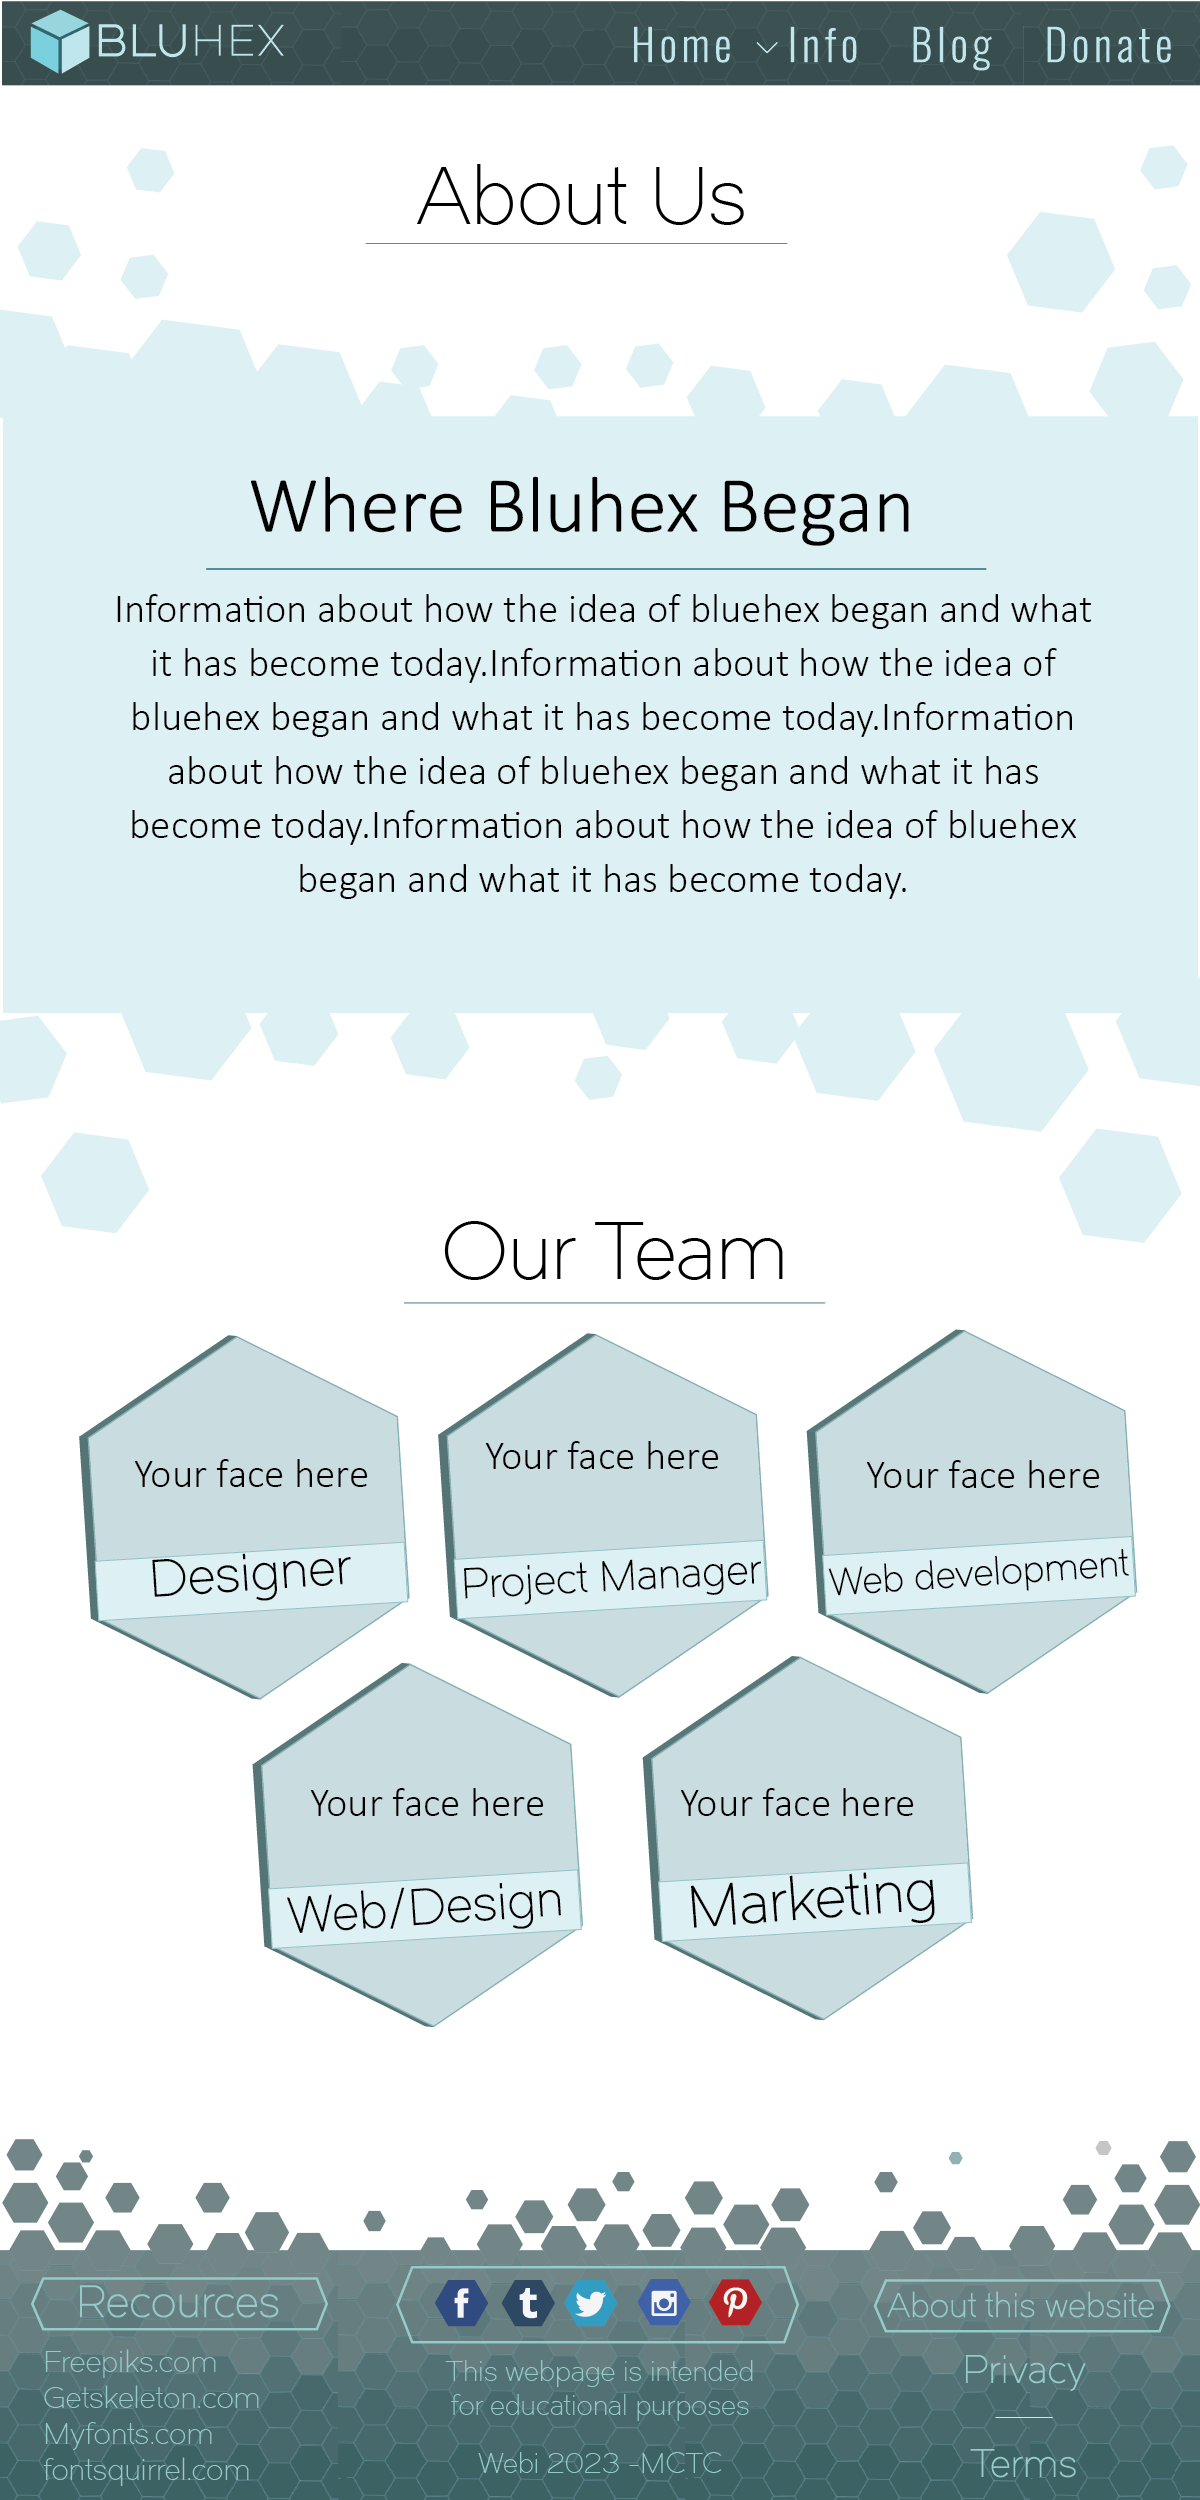 BLUHEX
Home Info Blog Donate
About Us
Where Bluhex Began
Information about how the idea of bluehex began and what
it has become today.Information about how the idea of
bluehex began and what it has become today.Information
about how the idea of bluehex began and what it has
become today.Information about how the idea of bluehex
began and what it has become today.
Our Team
Your face here
Designer
Your face here
Project Manager
Your face here
Web development
Your face here
Web/Design
Your face here
Marketing
Recources
Freepiks.com
Getskeleton.com
Myfonts.com
fontsquirrel.com
This webpage is intended
for educational purposes
Webi 2023 -MCTC
About this website
Privacy
Terms